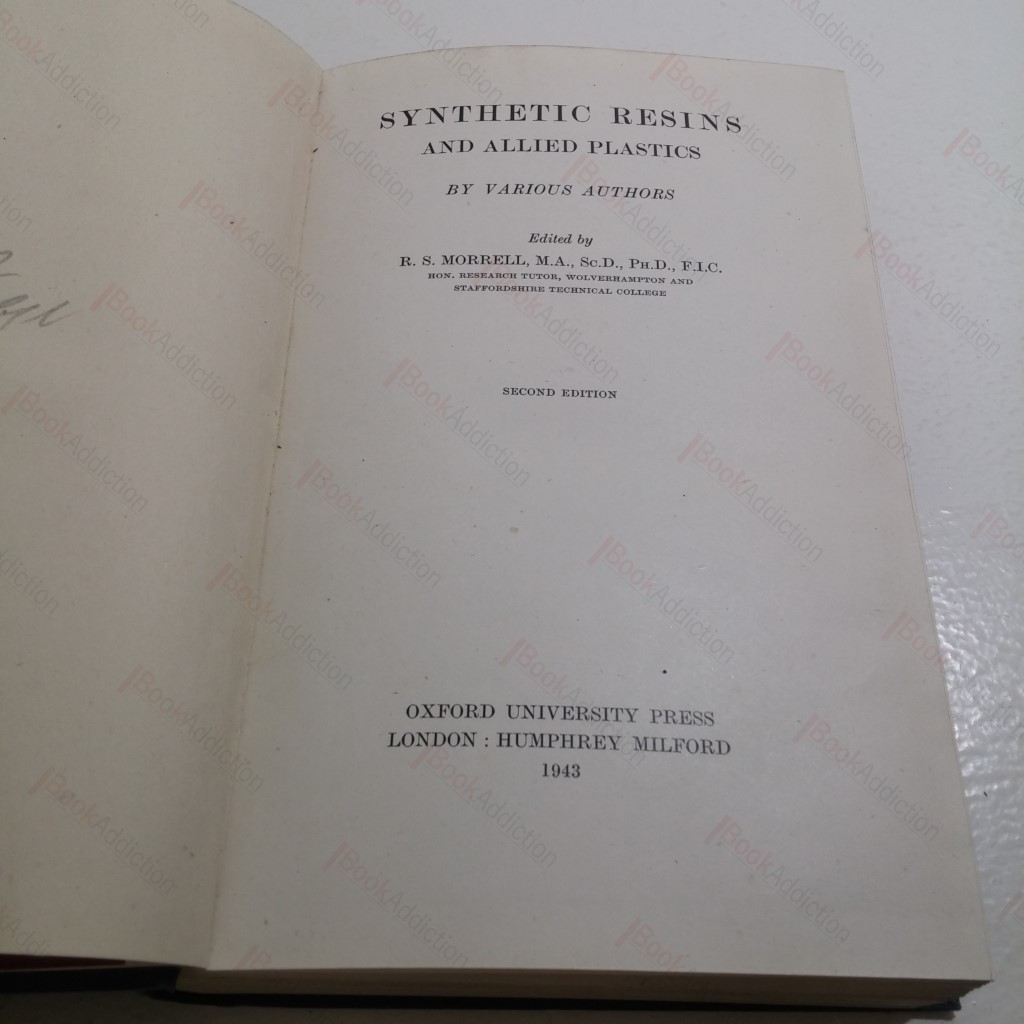 SYNTHETIC RESINS
AND ALLIED PLASTICS
BY VARIOUS AUTHORS
Edited by
R. S. MORRELL, M.A., Sc.D., Ph.D., F.I.C.
HON. RESEARCH TUTOR, WOLVERHAMPTON AND
STAFFORDSHIRE TECHNICAL COLLEGE
SECOND EDITION
OXFORD UNIVERSITY PRESS
LONDON : HUMPHREY MILFORD
1943
BookAddiction